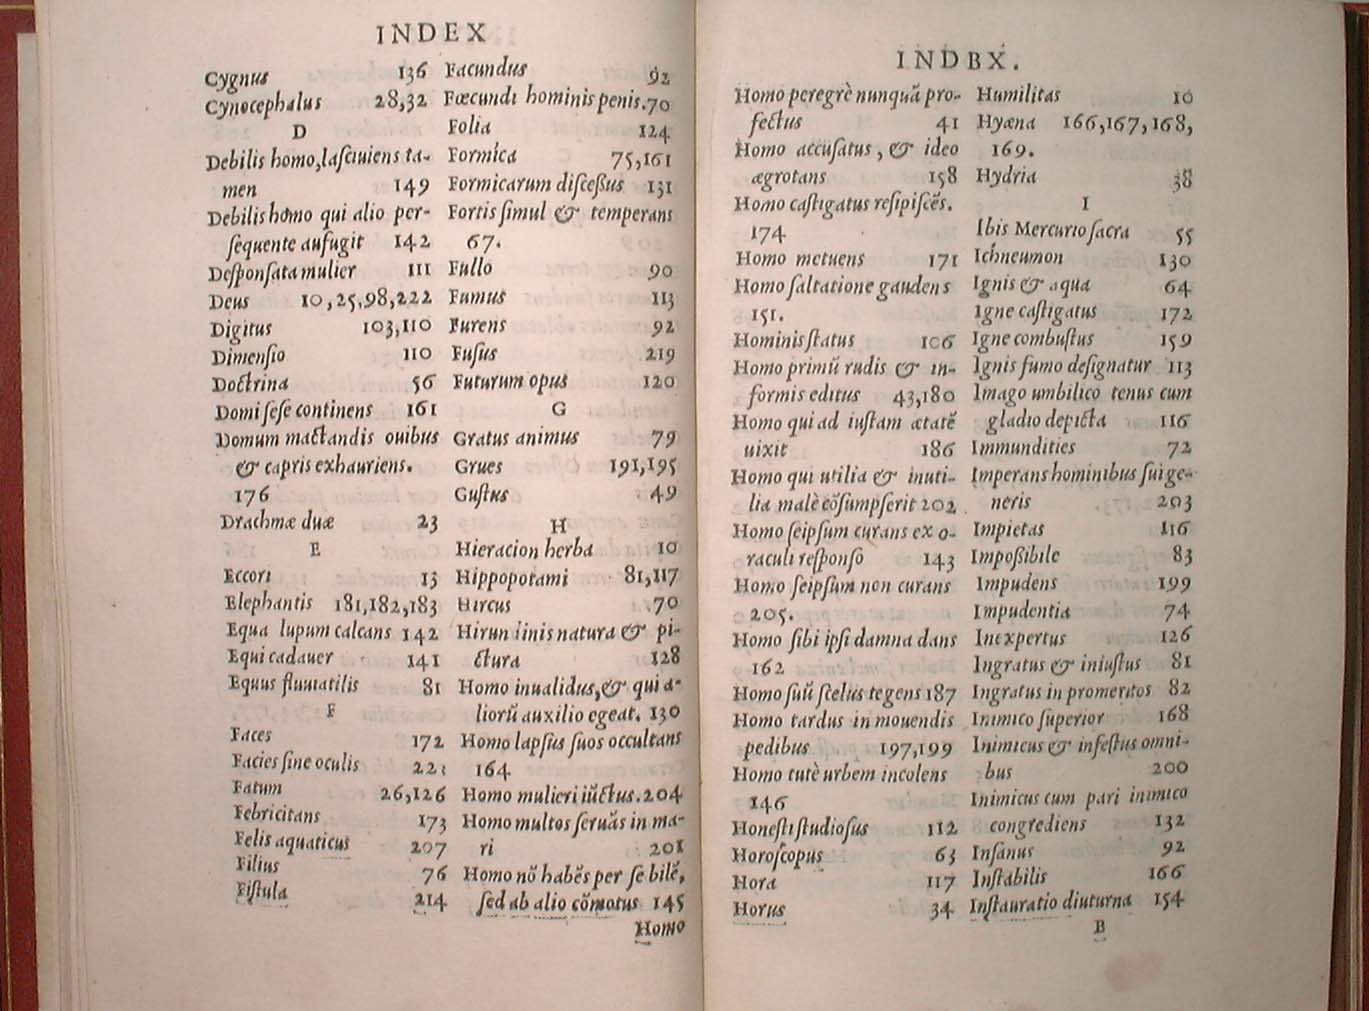 INDEX
Cygnus 136
Cynocephalus 28,32
D
Debilis homo,laſciuiens ta-
men 149
Debilis homo qui alio per-
ſequente aufugit 142
Deſponſata mulier 111
Deus 10,25,98,222
Digitus 103,110
Dimenſio 110
Doctrina 56
Domi ſeſe continens 161
Domum mactandis ouibus
& capris exhauriens.
176
Drachmæ duæ 23
E
Eccori 13
Elephantis 181,182,183
Equa lupum calcans 142
Equi cadauer 141
Equus fluuiatilis 81
F
Faces 172
Facies ſine oculis 221
Fatum 26,126
Febricitans 173
Felis aquaticus 207
Filius 76
Fiſtula 214
Facundus 92
Fœcundi hominis penis.70
Folia 124
Formica 75,161
Formicarum diſceßus 131
Fortis ſimul & temperans
67.
Fullo 90
Fumus 113
Furens 92
Fuſus 219
Futurum opus 120
G
Gratus animus 79
Grues 191,195
Guſtus 49
H
Hieracion herba 10
Hippopotami 81,117
Hircus 70
Hirundinis natura & pi-
ctura 128
Homo inualidus,& qui a-
liorũ auxilio egeat. 130
Homo lapſus ſuos occultans
164
Homo mulieri iũctus.204
Homo multos ſeruãs in ma-
ri 201
Homo nõ habẽs per ſe bilẽ,
ſed ab alio cõmotus 145
Homo
INDBX.
Homo peregrè nunquã pro-
fectus 41
Homo accuſatus, & ideo
ægrotans 158
Homo caſtigatus reſipiſcẽs.
174
Homo metuens 171
Homo ſaltatione gaudens
151.
Hominis ſtatus 106
Homo primũ rudis & in-
formis editus 43,180
Homo qui ad iuſtam ætatẽ
uixit 186
Homo qui utilia & inuti-
lia malè cõſumpſerit 202
Homo ſeipſum curans ex o-
raculi reſponſo 143
Homo ſeipſum non curans
205.
Homo ſibi ipſi damna dans
162
Homo ſuũ ſcelus tegens 187
Homo tardus in mouendis
pedibus 197,199
Homo tutè urbem incolens
146
Honeſti ſtudioſus 112
Horoſcopus 63
Hora 117
Horus 34
Humilitas 10
Hyæna 166,167,168,
169.
Hydria 38
I
Ibis Mercurio ſacra 55
Ichneumon 130
Ignis & aqua 64
Igne caſtigatus 172
Igne combuſtus 159
Ignis fumo deſignatur 113
Imago umbilico tenus cum
gladio depicta 116
Immundities 72
Imperans hominibus ſui ge-
neris 203
Impietas 116
Impoßibile 83
Impudens 199
Impudentia 74
Inexpertus 126
Ingratus & iniuſtus 81
Ingratus in promeritos 82
Inimico ſuperior 168
Inimicus & infeſtus omni-
bus 200
Inimicus cum pari inimico
congrediens 132
Inſanus 92
Inſtabilis 166
Inſtauratio diuturna 154
B